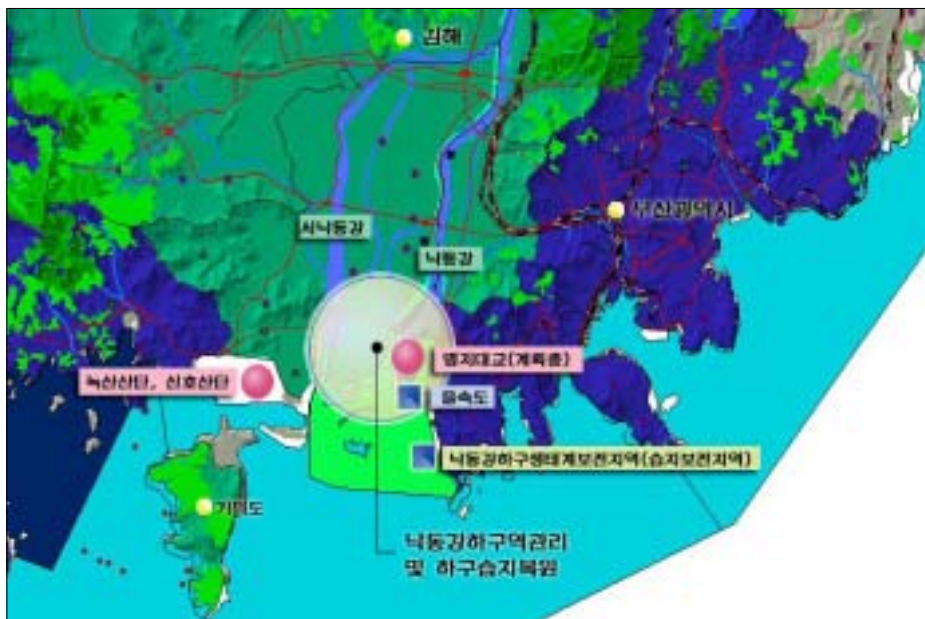 김해
부산광역시
서낙동강
낙동강
명지대교(계획중)
녹산산단, 신호산단
을숙도
낙동강하구생태계보전지역(습지보전지역)
가덕도
낙동강하구역관리
및 하구습지복원